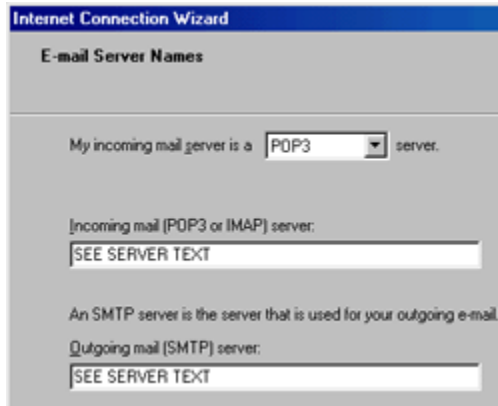 Internet Connection Wizard
E-mail Server Names
My incoming mail server is a POP3 server.
Incoming mail (POP3 or IMAP) server:
SEE SERVER TEXT
An SMTP server is the server that is used for your outgoing e-mail.
Outgoing mail (SMTP) server:
SEE SERVER TEXT